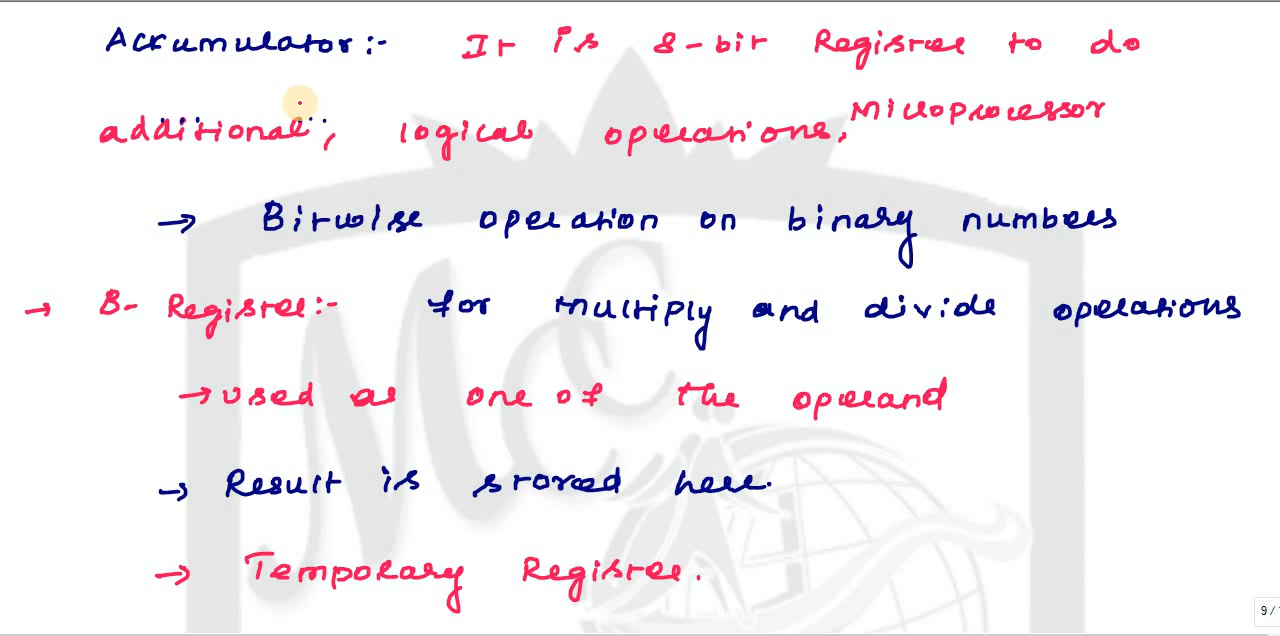 Accumulator:- It is 8-bit Register to do
additional, logical operations, Microprocessor
→ Bitwise operation on binary numbers
→ B- Register:- for multiply and divide operations
→ used as one of the operand
→ Result is stored here.
→ Temporary Register.
MCC
9 /